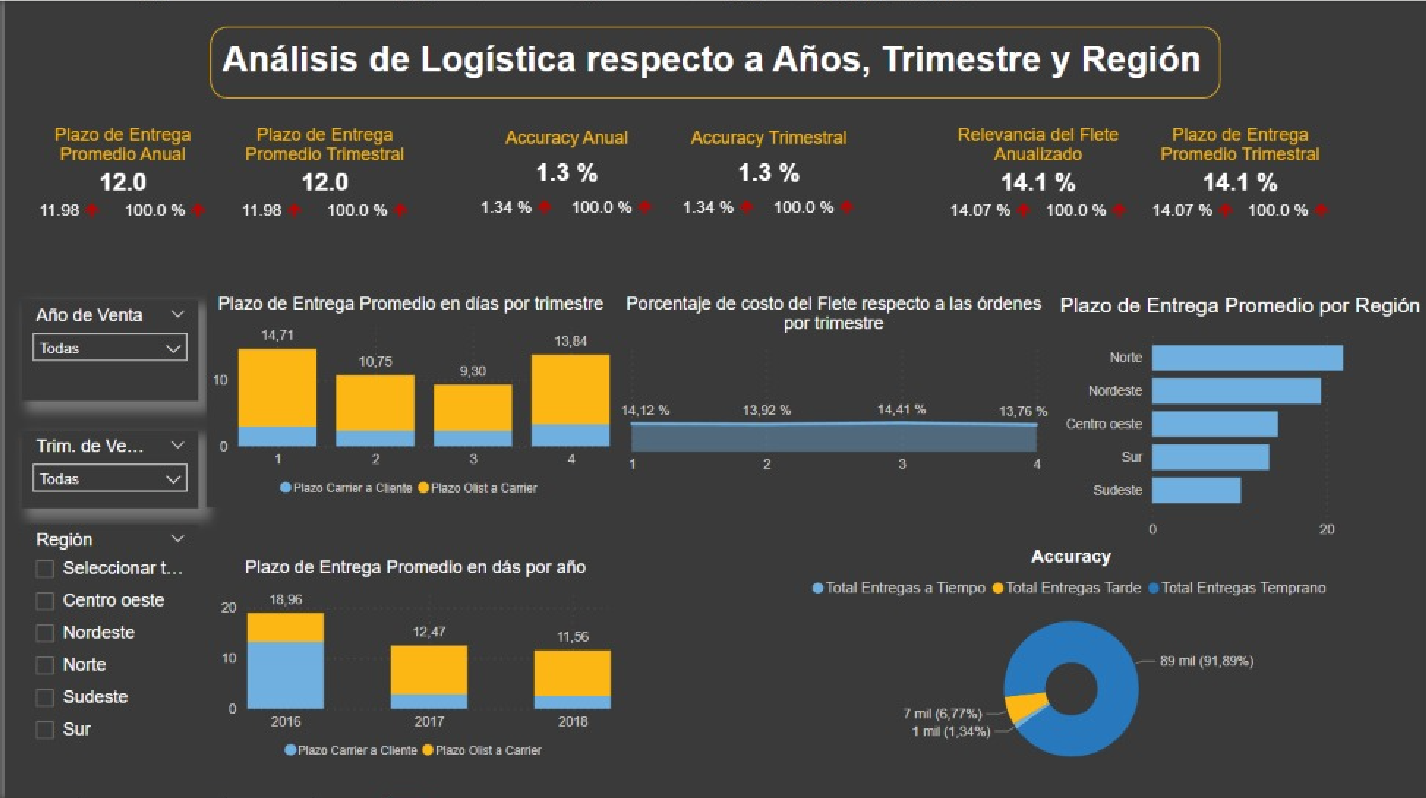 Análisis de Logística respecto a Años, Trimestre y Región
Plazo de Entrega
Promedio Anual
12.0
11.98 100.0 %
Plazo de Entrega
Promedio Trimestral
12.0
11.98 100.0 %
Accuracy Anual
1.3 %
1.34 % 100.0 %
Accuracy Trimestral
1.3 %
1.34 % 100.0 %
Relevancia del Flete
Anualizado
14.1 %
14.07 % 100.0 %
Plazo de Entrega
Promedio Trimestral
14.1 %
14.07 % 100.0 %
Año de Venta
Todas
Trim. de Ve...
Todas
Región
Seleccionar t...
Centro oeste
Nordeste
Norte
Sudeste
Sur
Plazo de Entrega Promedio en días por trimestre
14,71
10,75
9,30
13,84
10
0
1 2 3 4
Plazo Carrier a Cliente Plazo Olist a Carrier
Porcentaje de costo del Flete respecto a las órdenes
por trimestre
14,12 % 13,92 % 14,41 % 13,76 %
1 2 3 4
Plazo de Entrega Promedio por Región
Norte
Nordeste
Centro oeste
Sur
Sudeste
0 20
Plazo de Entrega Promedio en dás por año
20
10
0
18,96
12,47
11,56
2016 2017 2018
Plazo Carrier a Cliente Plazo Olist a Carrier
Accuracy
Total Entregas a Tiempo Total Entregas Tarde Total Entregas Temprano
89 mil (91,89%)
7 mil (6,77%)
1 mil (1,34%)